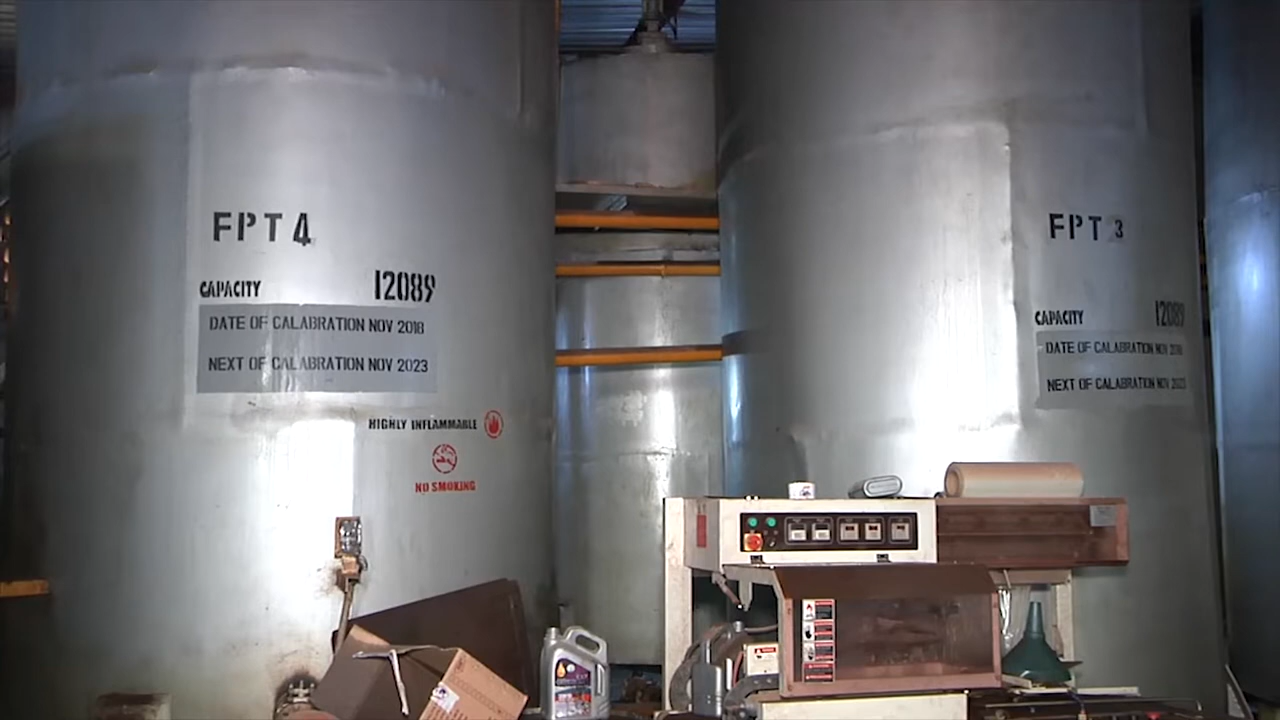 FPT 4
CAPACITY 12089
DATE OF CALABRATION NOV 2018
NEXT OF CALABRATION NOV 2023
HIGHLY INFLAMMABLE
NO SMOKING
FPT 3
CAPACITY 12089
DATE OF CALABRATION NOV 2018
NEXT OF CALABRATION NOV 2023